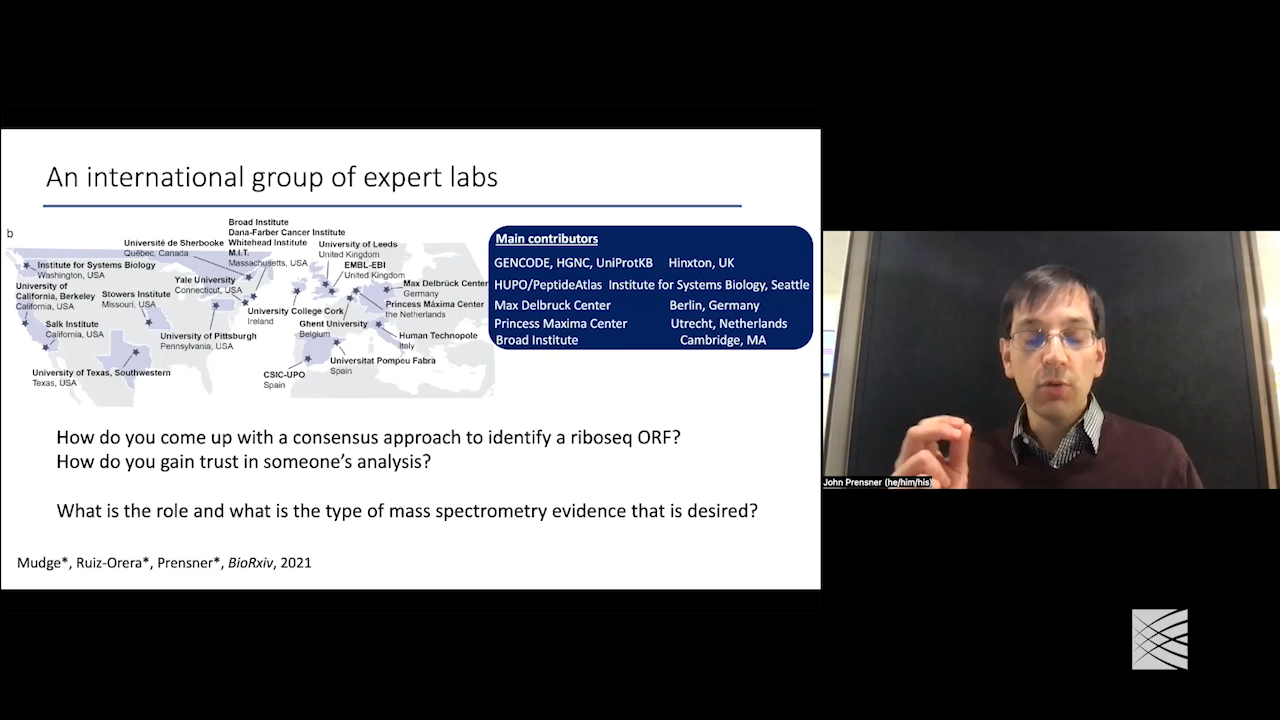 An international group of expert labs
b
Broad Institute
Dana-Farber Cancer Institute
Whitehead Institute
M.I.T.
Massachusetts, USA
Université de Sherbooke
Québec, Canada
University of Leeds
United Kingdom
EMBL-EBI
United Kingdom
Institute for Systems Biology
Washington, USA
Yale University
Connecticut, USA
Max Delbrück Center
Germany
University of
California, Berkeley
California, USA
Stowers Institute
Missouri, USA
Princess Máxima Center
the Netherlands
University College Cork
Ireland
Ghent University
Belgium
Salk Institute
California, USA
University of Pittsburgh
Pennsylvania, USA
Human Technopole
Italy
University of Texas, Southwestern
Texas, USA
CSIC-UPO
Spain
Universitat Pompeu Fabra
Spain
Main contributors
GENCODE, HGNC, UniProtKB Hinxton, UK
HUPO/PeptideAtlas Institute for Systems Biology, Seattle
Max Delbruck Center Berlin, Germany
Princess Maxima Center Utrecht, Netherlands
Broad Institute Cambridge, MA
How do you come up with a consensus approach to identify a riboseq ORF?
How do you gain trust in someone's analysis?
What is the role and what is the type of mass spectrometry evidence that is desired?
Mudge*, Ruiz-Orera*, Prensner*, BioRxiv, 2021
John Prensner (he/him/his)